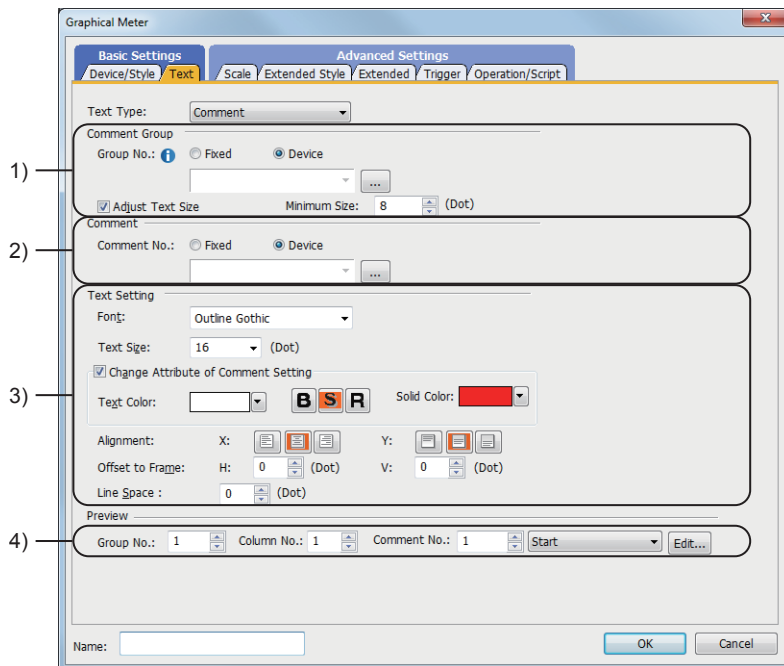 Graphical Meter
x
Basic Settings Advanced Settings
Device/Style Text Scale Extended Style Extended Trigger Operation/Script
Text Type: Comment
Comment Group
1) Group No.: i Fixed Device
...
Adjust Text Size Minimum Size: 8 (Dot)
Comment
2) Comment No.: Fixed Device
...
Text Setting
Font: Outline Gothic
Text Size: 16 (Dot)
Change Attribute of Comment Setting
3) Text Color: B S R Solid Color:
Alignment: X: Y:
Offset to Frame: H: 0 (Dot) V: 0 (Dot)
Line Space : 0 (Dot)
Preview
4) Group No.: 1 Column No.: 1 Comment No.: 1 Start Edit...
Name: OK Cancel